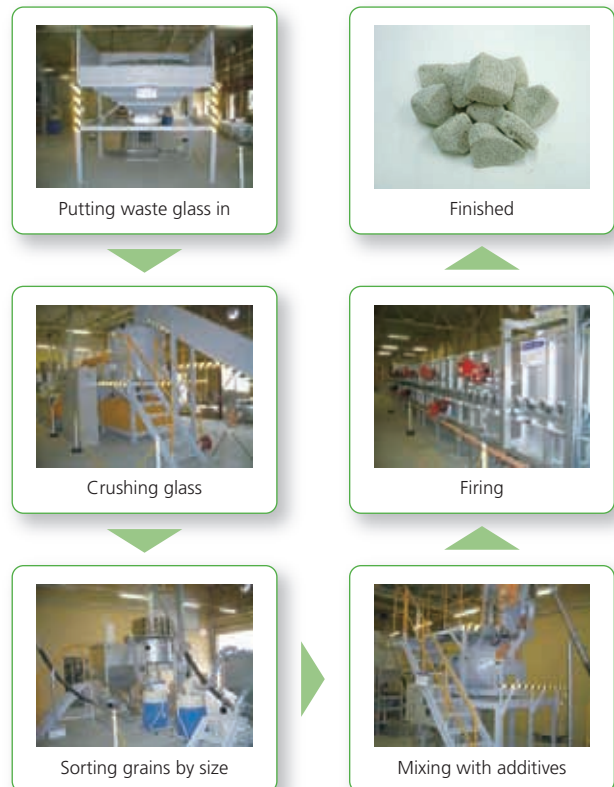 Putting waste glass in
Crushing glass
Sorting grains by size
Mixing with additives
Firing
Finished